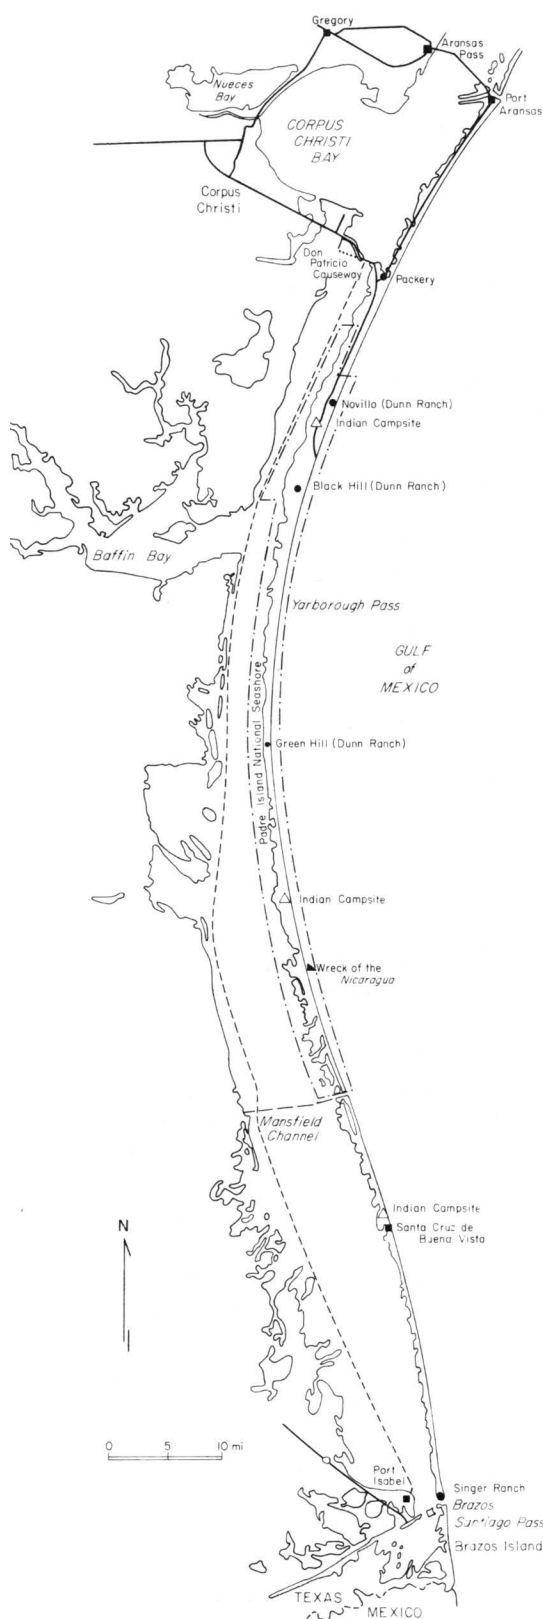 Gregory
Aransas
Pass
Nueces
Bay
Port
Aransas
CORPUS
CHRISTI
BAY
Corpus
Christi
Don
Patricio
Causeway
Packery
Novillo (Dunn Ranch)
Indian Campsite
Black Hill (Dunn Ranch)
Baffin Bay
Yarborough Pass
GULF
of
MEXICO
Padre Island National Seashore
Green Hill (Dunn Ranch)
Indian Campsite
Wreck of the
Nicaragua
Mansfield
Channel
Indian Campsite
Santa Cruz de
Buena Vista
N
0 5 10 mi
Port
Isabel
Singer Ranch
Brazos
Santiago Pass
Brazos Island
TEXAS
MEXICO